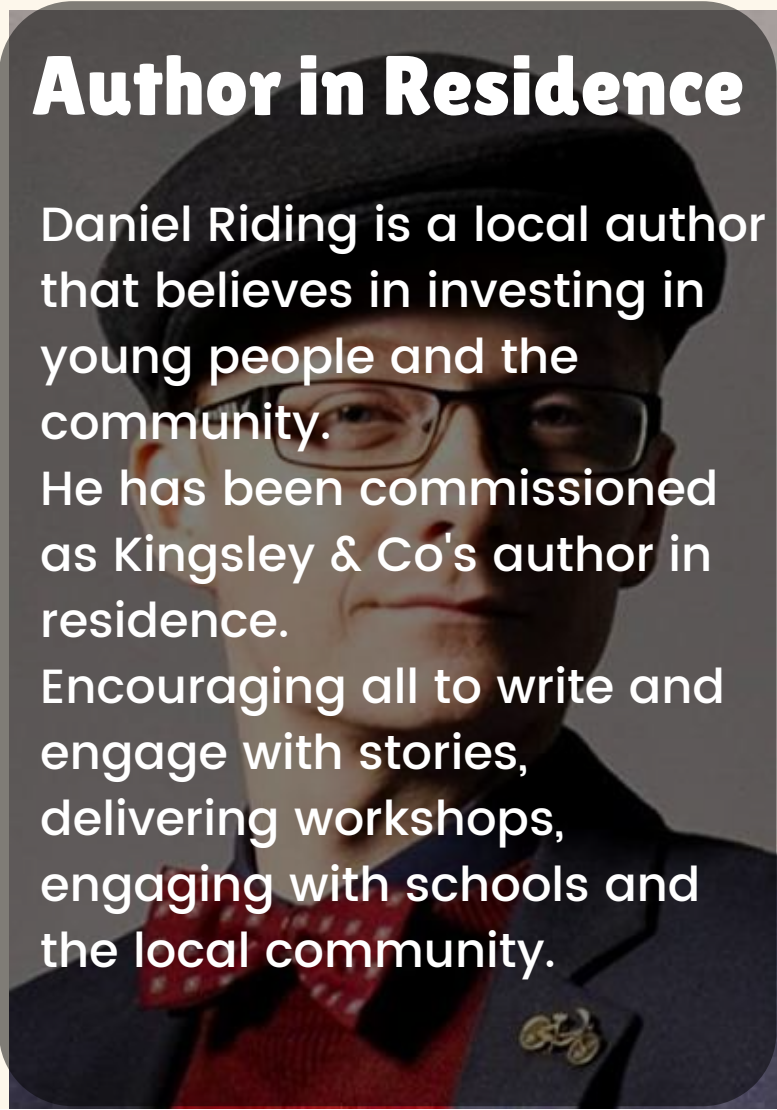 Author in Residence
Daniel Riding is a local author
that believes in investing in
young people and the
community.
He has been commissioned
as Kingsley & Co's author in
residence.
Encouraging all to write and
engage with stories,
delivering workshops,
engaging with schools and
the local community.